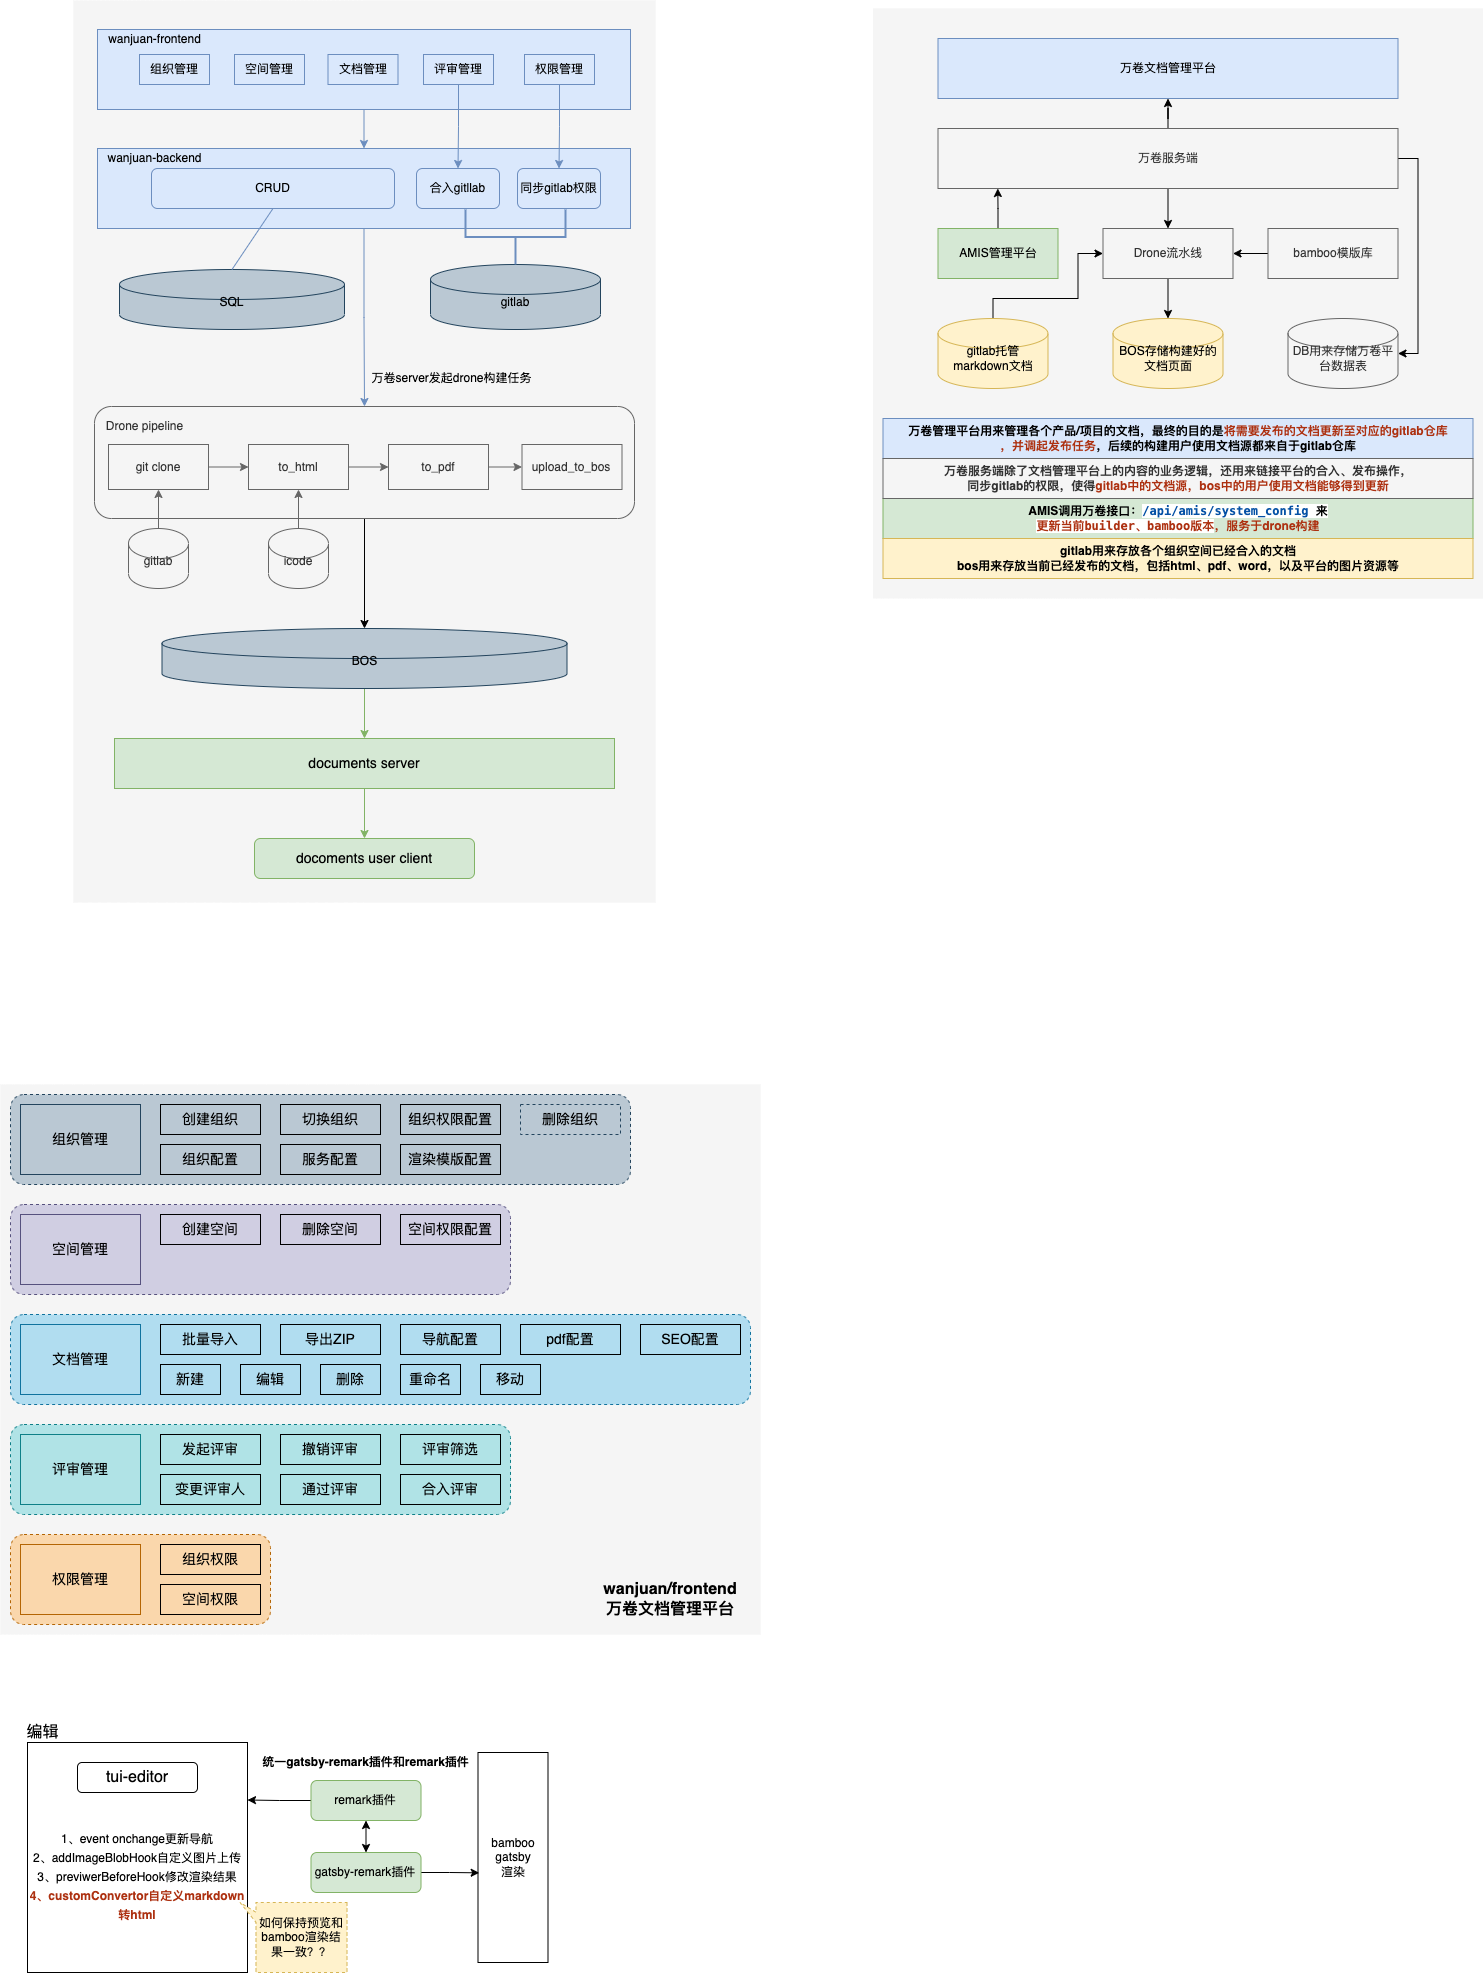 wanjuan-frontend
组织管理
空间管理
文档管理
评审管理
权限管理
wanjuan-backend
CRUD
合入gitllab
同步gitlab权限
SQL
gitlab
万卷server发起drone构建任务
Drone pipeline
git clone
to_html
to_pdf
upload_to_bos
gitlab
icode
BOS
documents server
docoments user client
万卷文档管理平台
万卷服务端
AMIS管理平台
Drone流水线
bamboo模版库
gitlab托管
markdown文档
BOS存储构建好的
文档页面
DB用来存储万卷平
台数据表
万卷管理平台用来管理各个产品/项目的文档，最终的目的是将需要发布的文档更新至对应的gitlab仓库
，并调起发布任务，后续的构建用户使用文档源都来自于gitlab仓库
万卷服务端除了文档管理平台上的内容的业务逻辑，还用来链接平台的合入、发布操作，
同步gitlab的权限，使得gitlab中的文档源，bos中的用户使用文档能够得到更新
AMIS调用万卷接口：/api/amis/system_config 来
更新当前builder、bamboo版本，服务于drone构建
gitlab用来存放各个组织空间已经合入的文档
bos用来存放当前已经发布的文档，包括html、pdf、word，以及平台的图片资源等
组织管理
创建组织
切换组织
组织权限配置
删除组织
组织配置
服务配置
渲染模版配置
空间管理
创建空间
删除空间
空间权限配置
文档管理
批量导入
导出ZIP
导航配置
pdf配置
SEO配置
新建
编辑
删除
重命名
移动
评审管理
发起评审
撤销评审
评审筛选
变更评审人
通过评审
合入评审
权限管理
组织权限
空间权限
wanjuan/frontend
万卷文档管理平台
编辑
tui-editor
1、event onchange更新导航
2、addImageBlobHook自定义图片上传
3、previwerBeforeHook修改渲染结果
4、customConvertor自定义markdown
转html
如何保持预览和
bamboo渲染结
果一致？？
统一gatsby-remark插件和remark插件
remark插件
gatsby-remark插件
bamboo
gatsby
渲染